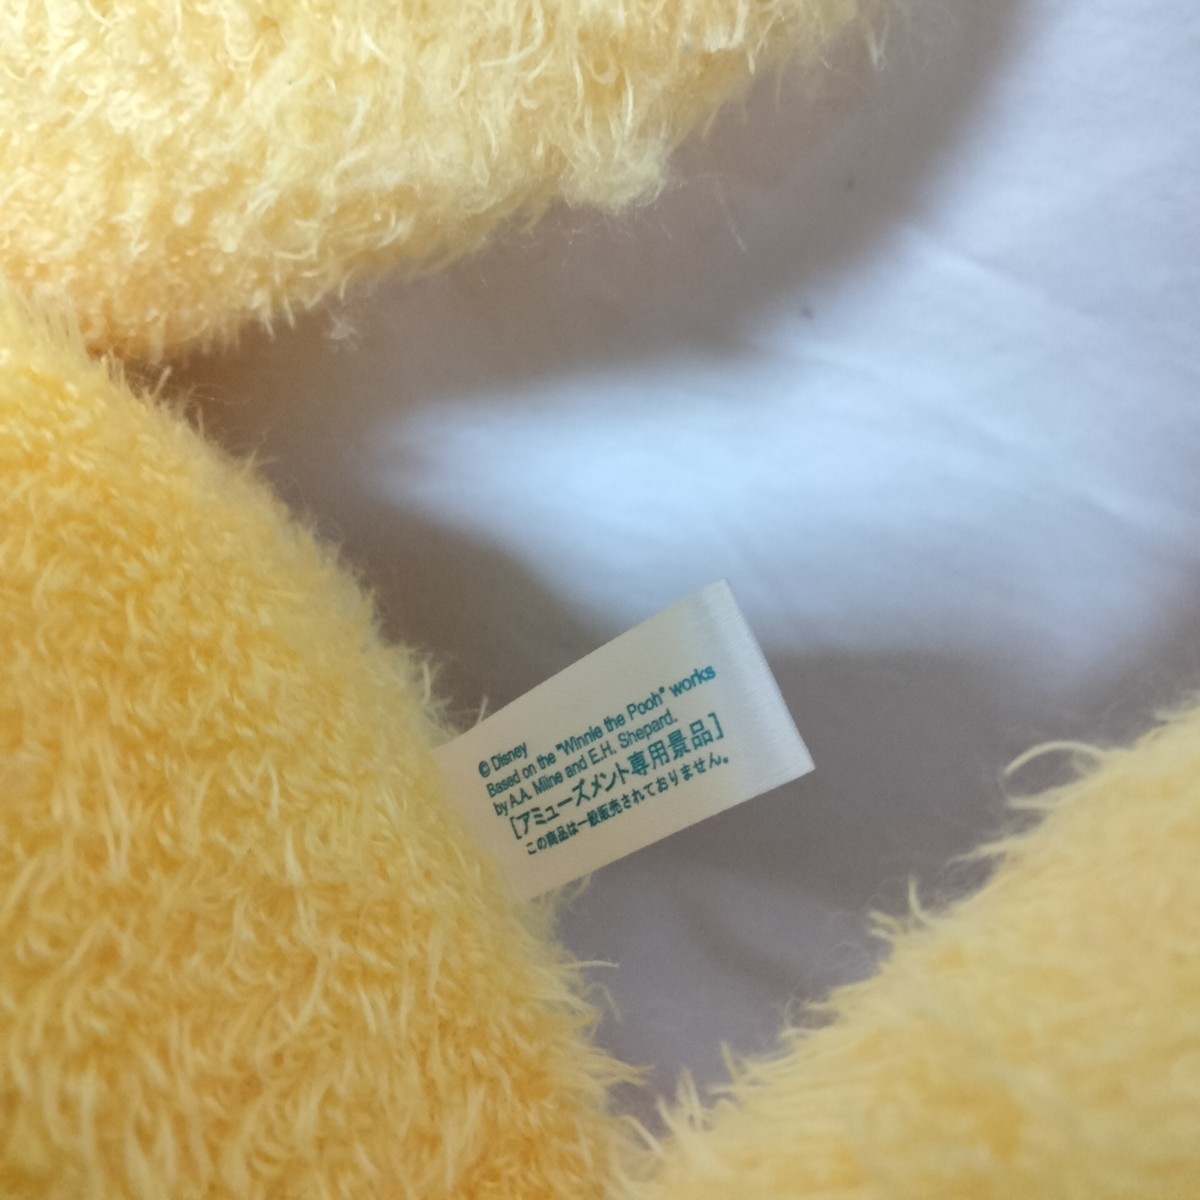 © Disney
Based on the "Winnie the Pooh" works
by A.A. Milne and E.H. Shepard.
[アミューズメント専用景品]
この商品は一般販売されておりません。